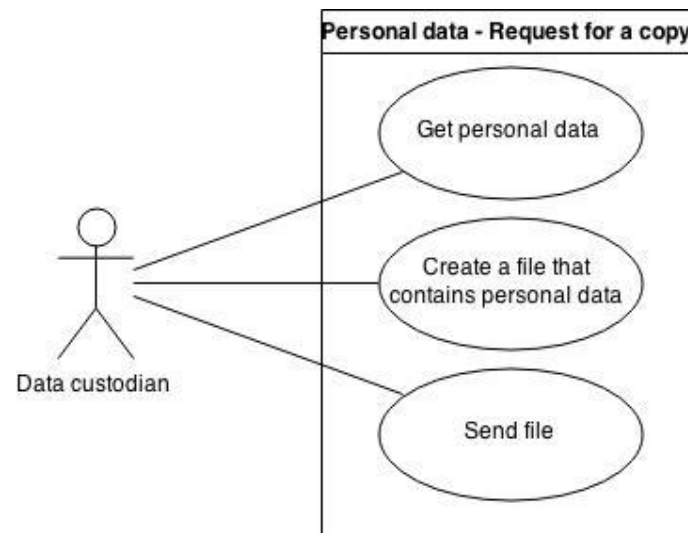 Personal data - Request for a copy
Get personal data
Create a file that
contains personal data
Data custodian
Send file